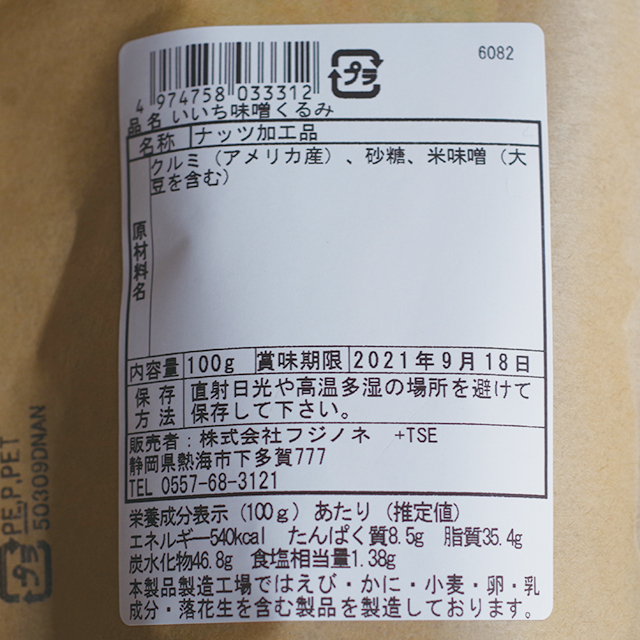 6082
プラ
4 974758 033312
品名 いいち味噌くるみ
名称 ナッツ加工品
原材料名 クルミ（アメリカ産）、砂糖、米味噌（大
豆を含む）
内容量 100g 賞味期限 2021年9月18日
保存方法 直射日光や高温多湿の場所を避けて
保存して下さい。
販売者：株式会社フジノネ +TSE
静岡県熱海市下多賀777
TEL 0557-68-3121
栄養成分表示（100g）あたり（推定値）
エネルギー540kcal たんぱく質8.5g 脂質35.4g
炭水化物46.8g 食塩相当量1.38g
本製品製造工場ではえび・かに・小麦・卵・乳
成分・落花生を含む製品を製造しております。
プラ
PE,P,PET
50309DNAN